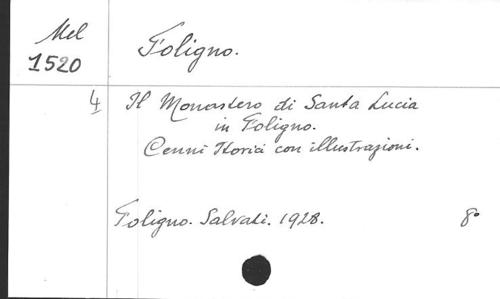 Mel
1520
Foligno.
4 Il Monastero di Santa Lucia
in Foligno.
Cenni Storici con illustrazioni.
Foligno. Salvati. 1928. 8°